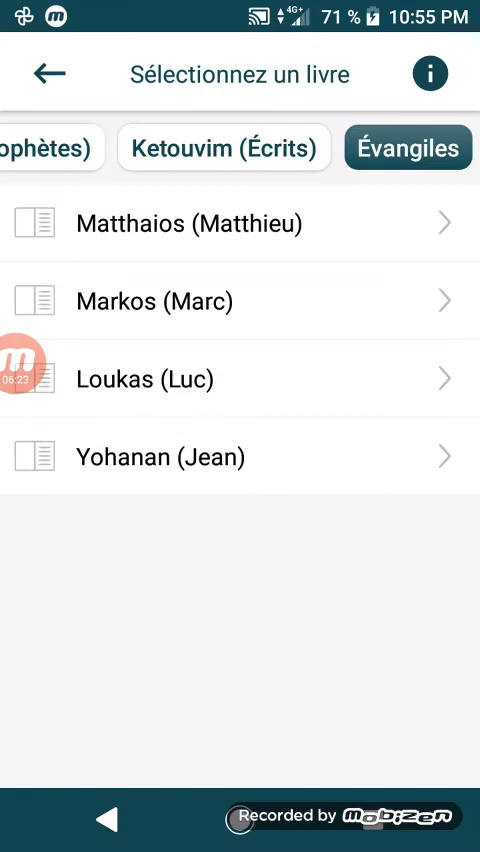 71 % 10:55 PM
4G+
Sélectionnez un livre
ophètes) Ketouvim (Écrits) Évangiles
Matthaios (Matthieu)
Markos (Marc)
06:23
Loukas (Luc)
Yohanan (Jean)
Recorded by Mobizen